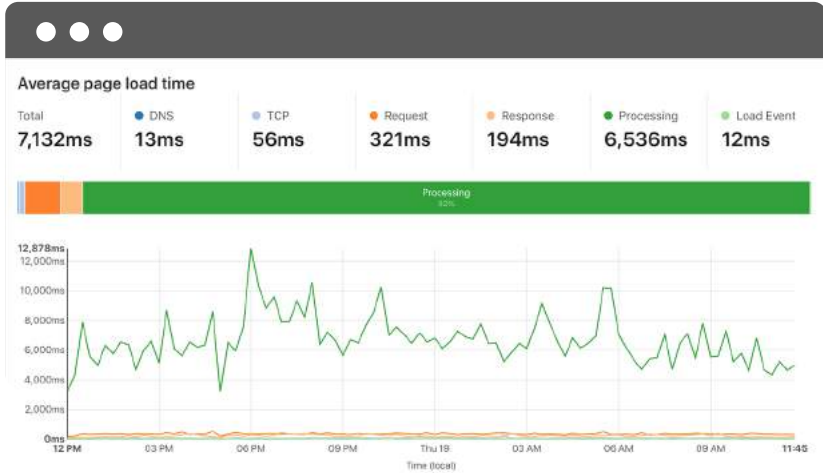 Average page load time
Total DNS TCP Request Response Processing Load Event
7,132ms 13ms 56ms 321ms 194ms 6,536ms 12ms
Processing
12,878ms
12,000ms
10,000ms
8,000ms
6,000ms
4,000ms
2,000ms
0ms
12 PM 03 PM 06 PM 09 PM Thu 19 03 AM 06 AM 09 AM 11:45
Time (local)